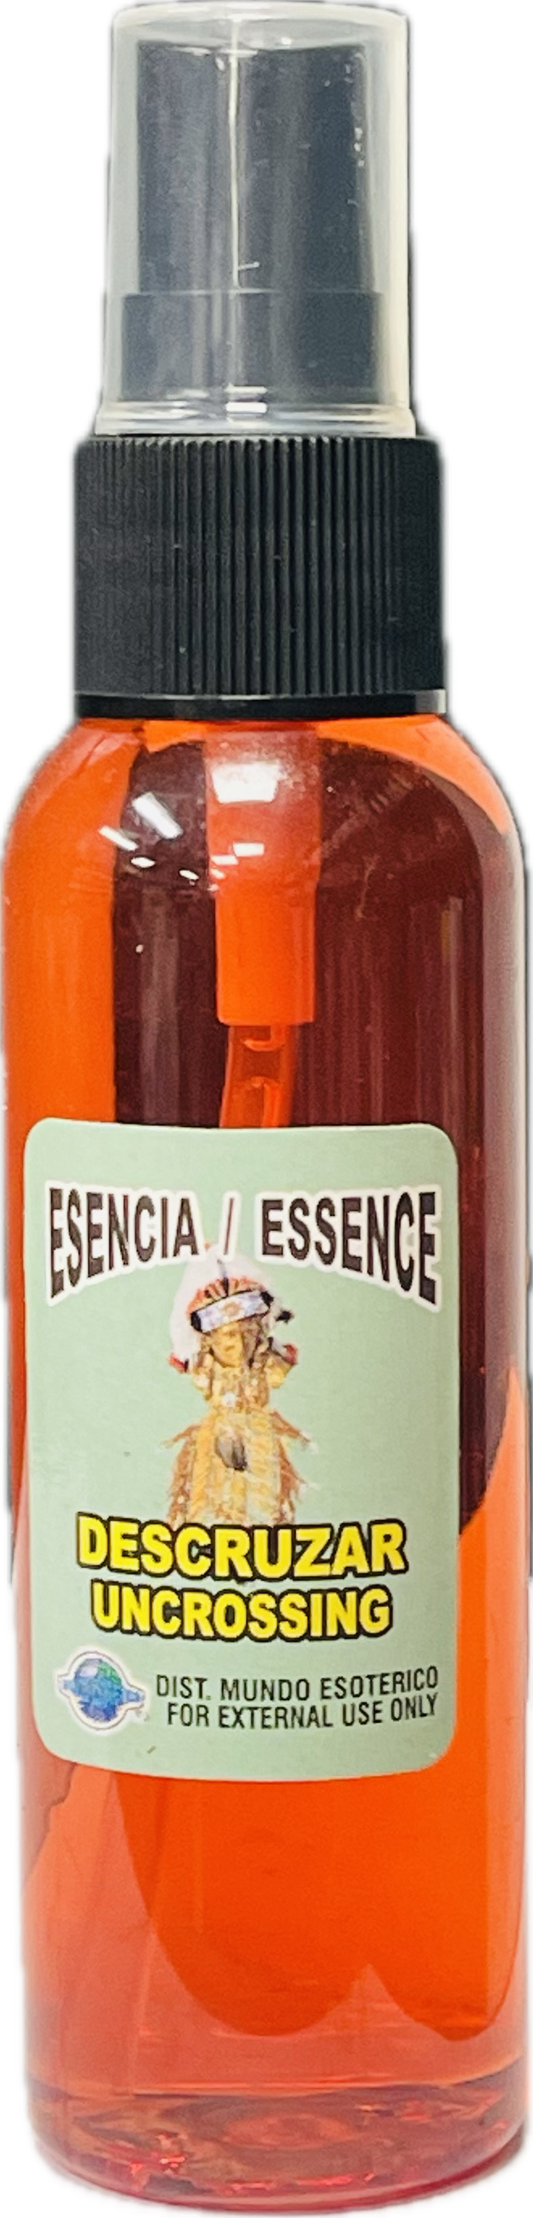 ESENCIA / ESSENCE
DESCRUZAR
UNCROSSING
DIST. MUNDO ESOTERICO
FOR EXTERNAL USE ONLY